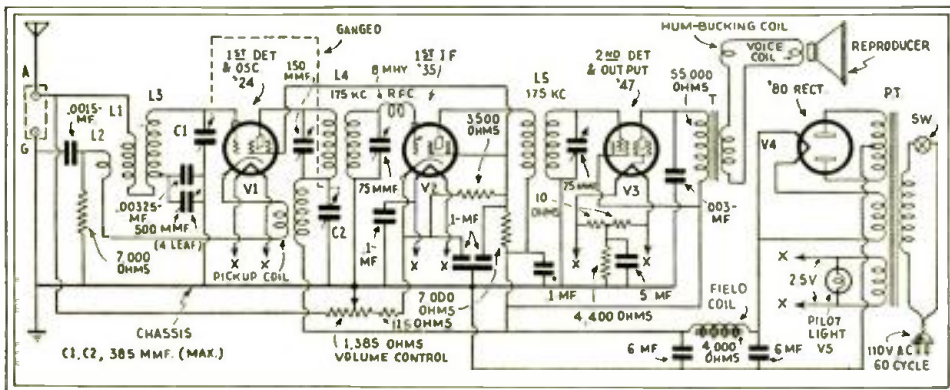 A
G
.0015-
MF
L1
L2
L3
C1
.00325-
MF
500 MMF
(4 LEAF)
7,000
OHMS
1ST DET
& OSC
'24
V1
PICKUP COIL
X X
GANGED
150
MMF
L4
175 KC
C2
8 MHY
R F C
75 MMF
.1-
MF
1ST IF
'35
3500
OHMS
X X
.1-MF
7,000
OHMS
L5
175 KC
.1 MF
2ND DET
& OUTPUT
'47
V3
75 MMF
10
OHMS
X X
4,400 OHMS
5 MF
55,000
OHMS
T
.003-
MF
HUM-BUCKING COIL
VOICE
COIL
REPRODUCER
'80 RECT.
V4
PT
SW
X
2.5V
X
PILOT
LIGHT
V5
110V AC
60 CYCLE
FIELD
COIL
4,000
OHMS
6 MF
6 MF
CHASSIS
C1, C2, 385 MMF. (MAX.)
OHMS
1,385 OHMS
VOLUME CONTROL